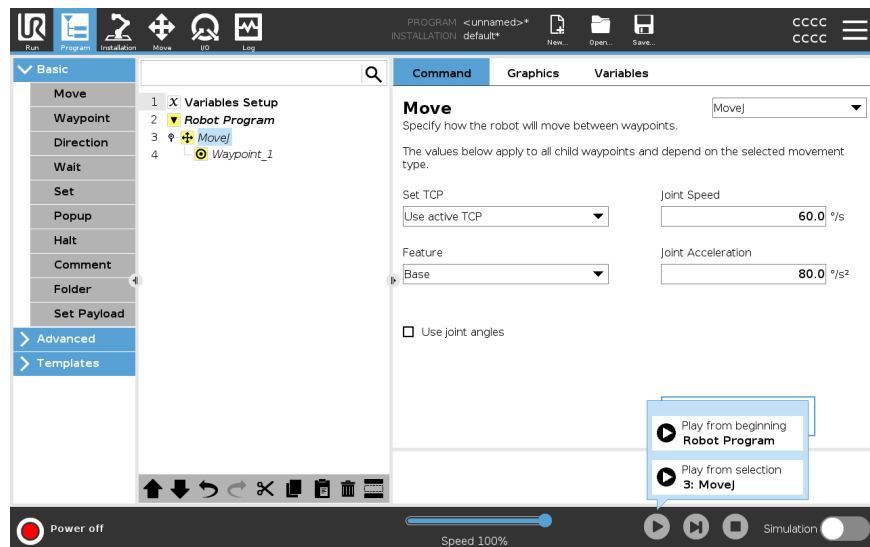 PROGRAM <unnamed>*
INSTALLATION default*
CCCC
CCCC
Run
Program
Installation
Move
I/O
Log
New...
Open...
Save...
Basic
Move
Waypoint
Direction
Wait
Set
Popup
Halt
Comment
Folder
Set Payload
Advanced
Templates
1 X Variables Setup
2 Robot Program
3 MoveJ
4 Waypoint_1
Command Graphics Variables
Move
MoveJ
Specify how the robot will move between waypoints.
The values below apply to all child waypoints and depend on the selected movement
type.
Set TCP
Use active TCP
Joint Speed
60.0 °/s
Feature
Base
Joint Acceleration
80.0 °/s²
Use joint angles
Play from beginning
Robot Program
Play from selection
3: MoveJ
Power off
Speed 100%
Simulation